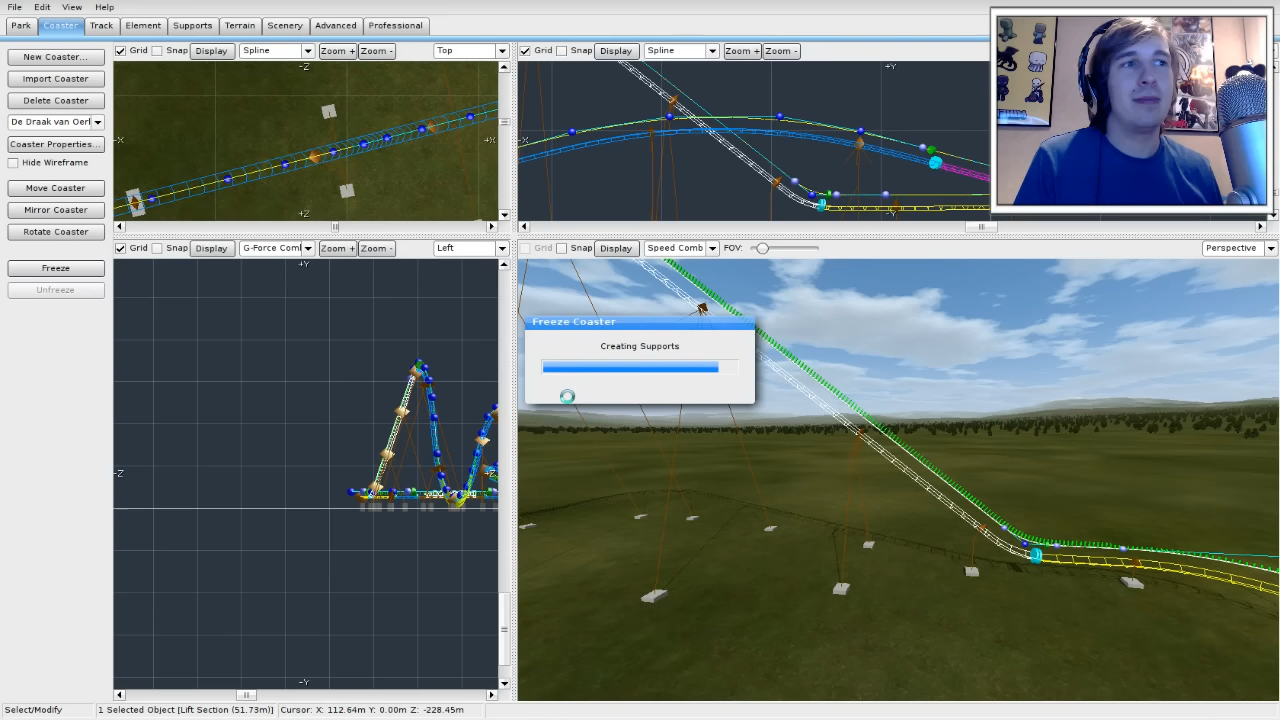 File Edit View Help
Park Coaster Track Element Supports Terrain Scenery Advanced Professional
New Coaster...
Import Coaster
Delete Coaster
De Draak van Oerl
Coaster Properties...
Hide Wireframe
Move Coaster
Mirror Coaster
Rotate Coaster
Freeze
Unfreeze
Grid Snap Display Spline Zoom + Zoom - Top
-Z
-X
+X
+Z
Grid Snap Display Spline Zoom + Zoom -
+Y
-X
-Y
Grid Snap Display G-Force Coml Zoom + Zoom - Left
+Y
-Z
-Y
Grid Snap Display Speed Comb FOV: Perspective
Freeze Coaster
Creating Supports
Select/Modify 1 Selected Object [Lift Section (51.73m)] Cursor: X: 112.64m Y: 0.00m Z: -228.45m